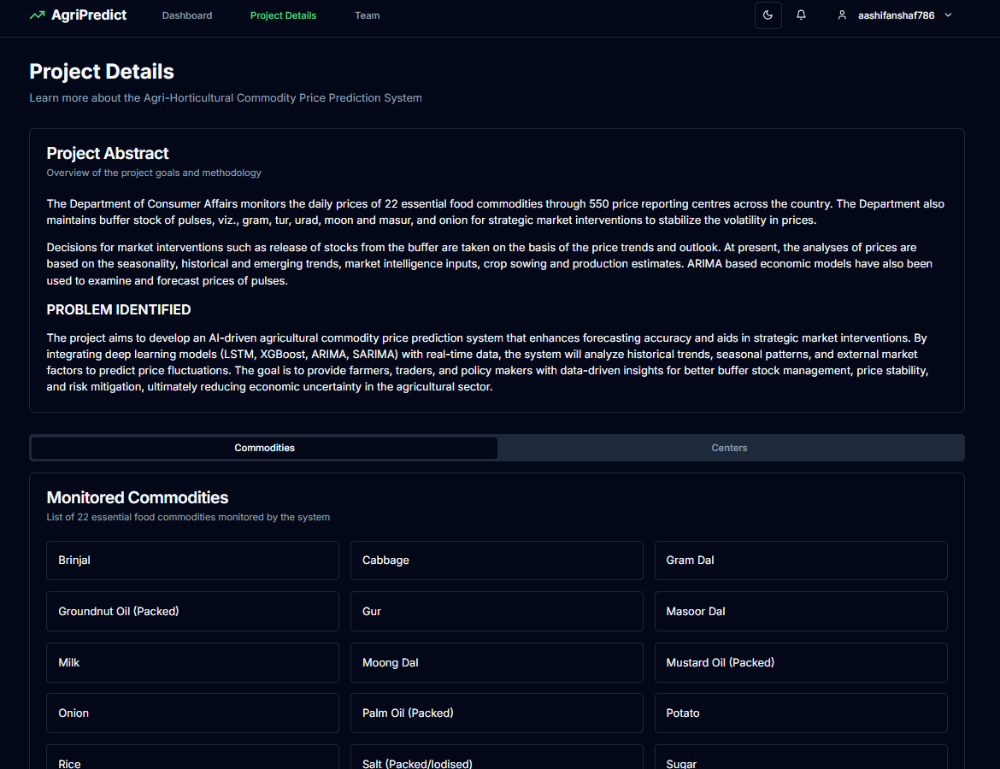 AgriPredict Dashboard Project Details Team aashifanshaf786
Project Details
Learn more about the Agri-Horticultural Commodity Price Prediction System
Project Abstract
Overview of the project goals and methodology
The Department of Consumer Affairs monitors the daily prices of 22 essential food commodities through 550 price reporting centres across the country. The Department also
maintains buffer stock of pulses, viz., gram, tur, urad, moon and masur, and onion for strategic market interventions to stabilize the volatility in prices.
Decisions for market interventions such as release of stocks from the buffer are taken on the basis of the price trends and outlook. At present, the analyses of prices are
based on the seasonality, historical and emerging trends, market intelligence inputs, crop sowing and production estimates. ARIMA based economic models have also been
used to examine and forecast prices of pulses.
PROBLEM IDENTIFIED
The project aims to develop an AI-driven agricultural commodity price prediction system that enhances forecasting accuracy and aids in strategic market interventions. By
integrating deep learning models (LSTM, XGBoost, ARIMA, SARIMA) with real-time data, the system will analyze historical trends, seasonal patterns, and external market
factors to predict price fluctuations. The goal is to provide farmers, traders, and policy makers with data-driven insights for better buffer stock management, price stability,
and risk mitigation, ultimately reducing economic uncertainty in the agricultural sector.
Commodities Centers
Monitored Commodities
List of 22 essential food commodities monitored by the system
Brinjal Cabbage Gram Dal
Groundnut Oil (Packed) Gur Masoor Dal
Milk Moong Dal Mustard Oil (Packed)
Onion Palm Oil (Packed) Potato
Rice Salt (Packed/Iodised) Sugar